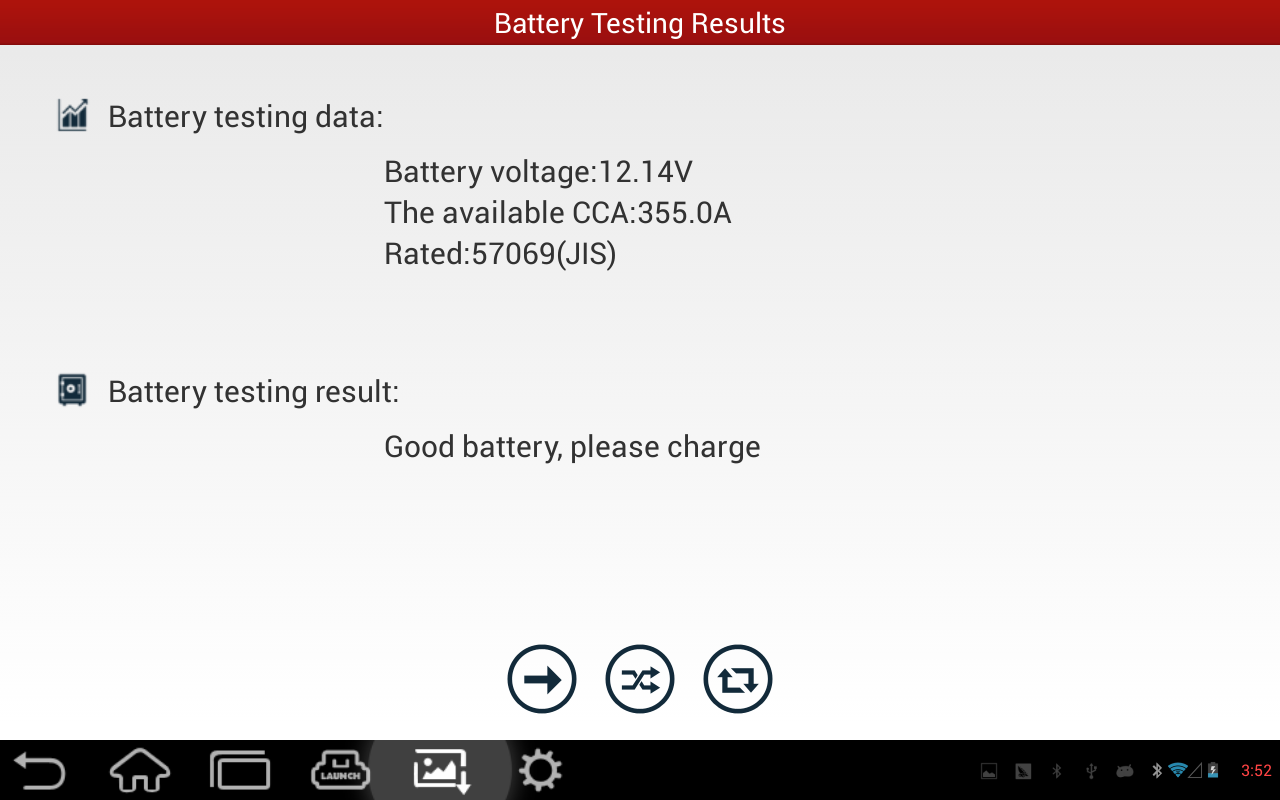 Battery Testing Results
Battery testing data:
Battery voltage:12.14V
The available CCA:355.0A
Rated:57069(JIS)
Battery testing result:
Good battery, please charge
LAUNCH
3:52